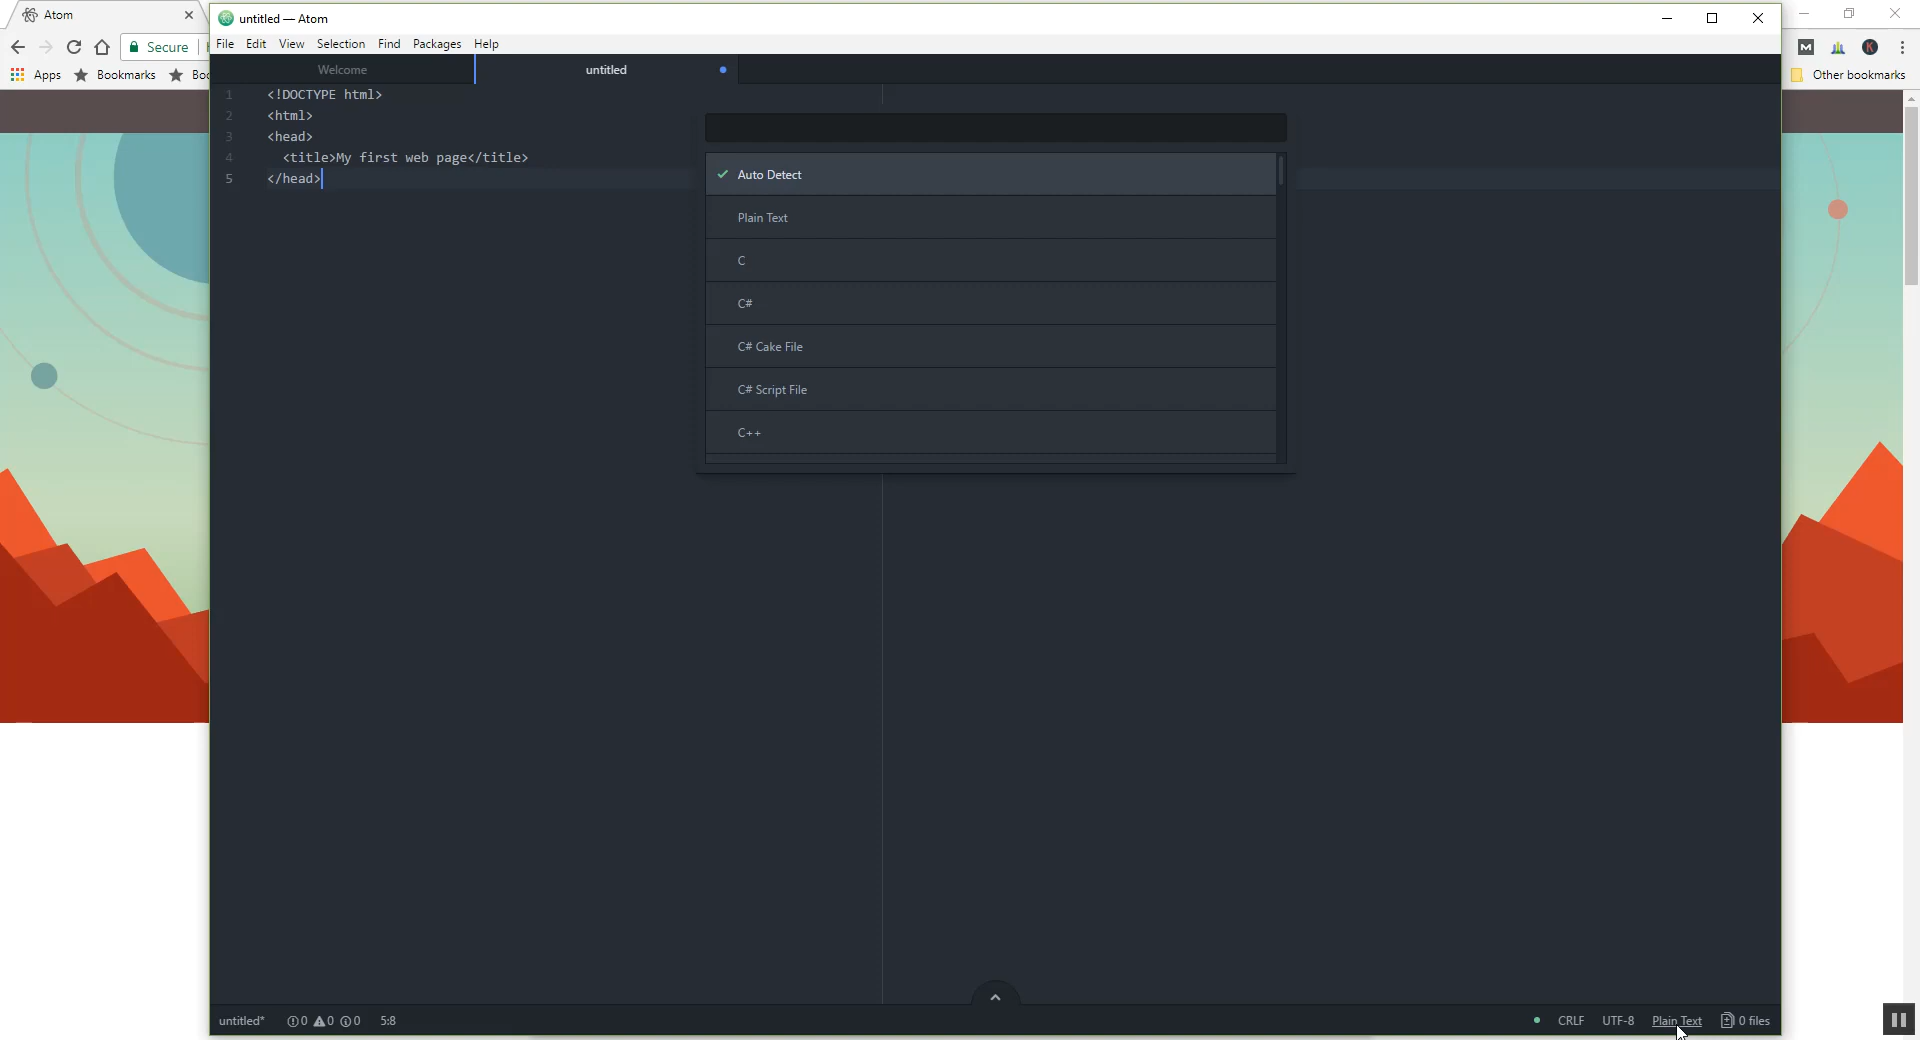 Atom
untitled — Atom
Secure
File Edit View Selection Find Packages Help
Apps Bookmarks
Other bookmarks
Welcome untitled
1 <!DOCTYPE html>
2 <html>
3 <head>
4 <title>My first web page</title>
5 </head>
Auto Detect
Plain Text
C
C#
C# Cake File
C# Script File
C++
untitled* 0 0 0 5:8
CRLF UTF-8 Plain Text 0 files